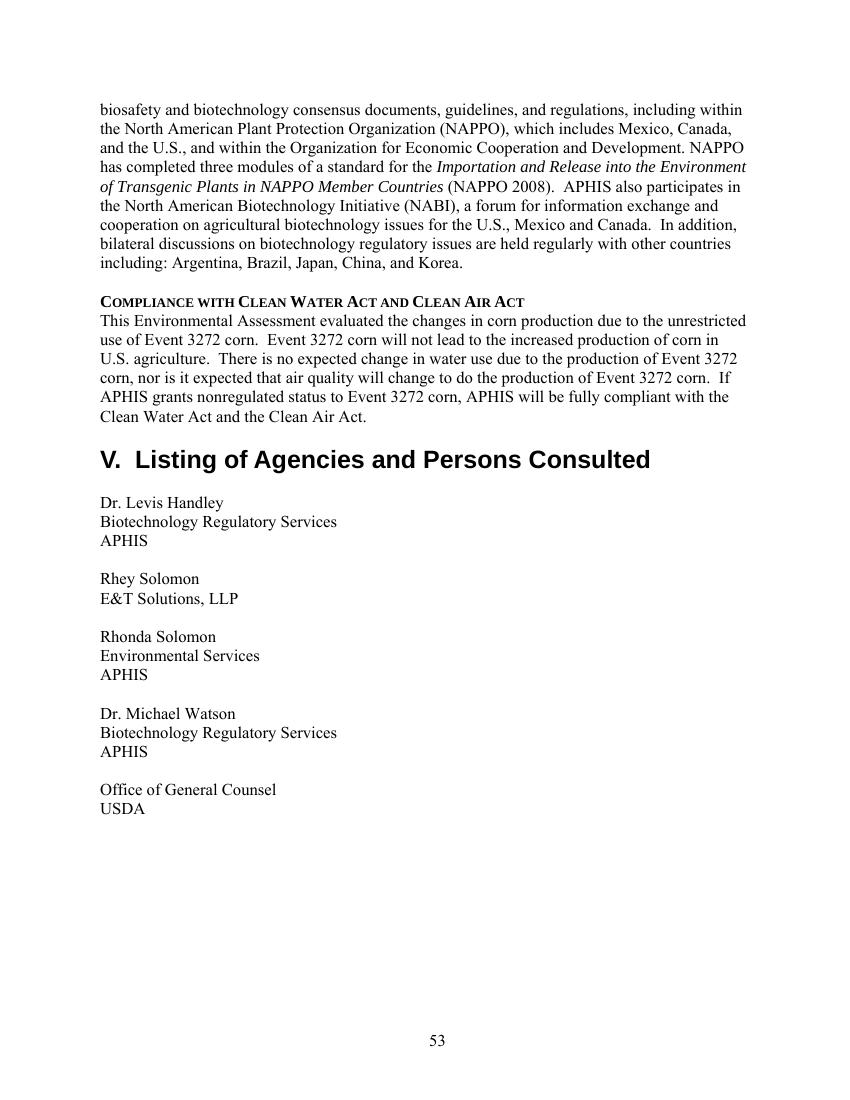 biosafety and biotechnology consensus documents, guidelines, and regulations, including within
the North American Plant Protection Organization (NAPPO), which includes Mexico, Canada,
and the U.S., and within the Organization for Economic Cooperation and Development. NAPPO
has completed three modules of a standard for the Importation and Release into the Environment
of Transgenic Plants in NAPPO Member Countries (NAPPO 2008).  APHIS also participates in
the North American Biotechnology Initiative (NABI), a forum for information exchange and
cooperation on agricultural biotechnology issues for the U.S., Mexico and Canada.  In addition,
bilateral discussions on biotechnology regulatory issues are held regularly with other countries
including: Argentina, Brazil, Japan, China, and Korea.
COMPLIANCE WITH CLEAN WATER ACT AND CLEAN AIR ACT
This Environmental Assessment evaluated the changes in corn production due to the unrestricted
use of Event 3272 corn.  Event 3272 corn will not lead to the increased production of corn in
U.S. agriculture.  There is no expected change in water use due to the production of Event 3272
corn, nor is it expected that air quality will change to do the production of Event 3272 corn.  If
APHIS grants nonregulated status to Event 3272 corn, APHIS will be fully compliant with the
Clean Water Act and the Clean Air Act.
V.  Listing of Agencies and Persons Consulted
Dr. Levis Handley
Biotechnology Regulatory Services
APHIS
Rhey Solomon
E&T Solutions, LLP
Rhonda Solomon
Environmental Services
APHIS
Dr. Michael Watson
Biotechnology Regulatory Services
APHIS
Office of General Counsel
USDA
53